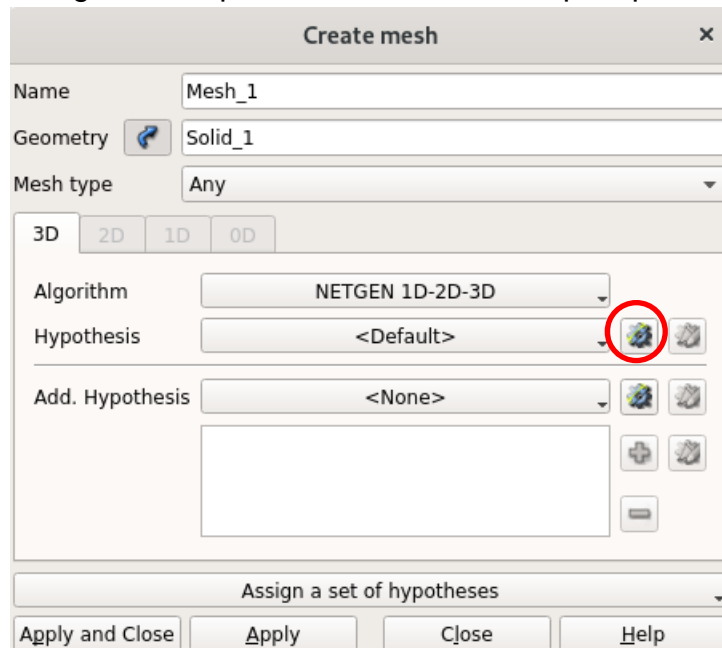 Create mesh ×
Name Mesh_1
Geometry Solid_1
Mesh type Any
3D 2D 1D 0D
Algorithm NETGEN 1D-2D-3D
Hypothesis <Default>
Add. Hypothesis <None>
Assign a set of hypotheses
Apply and Close Apply Close Help